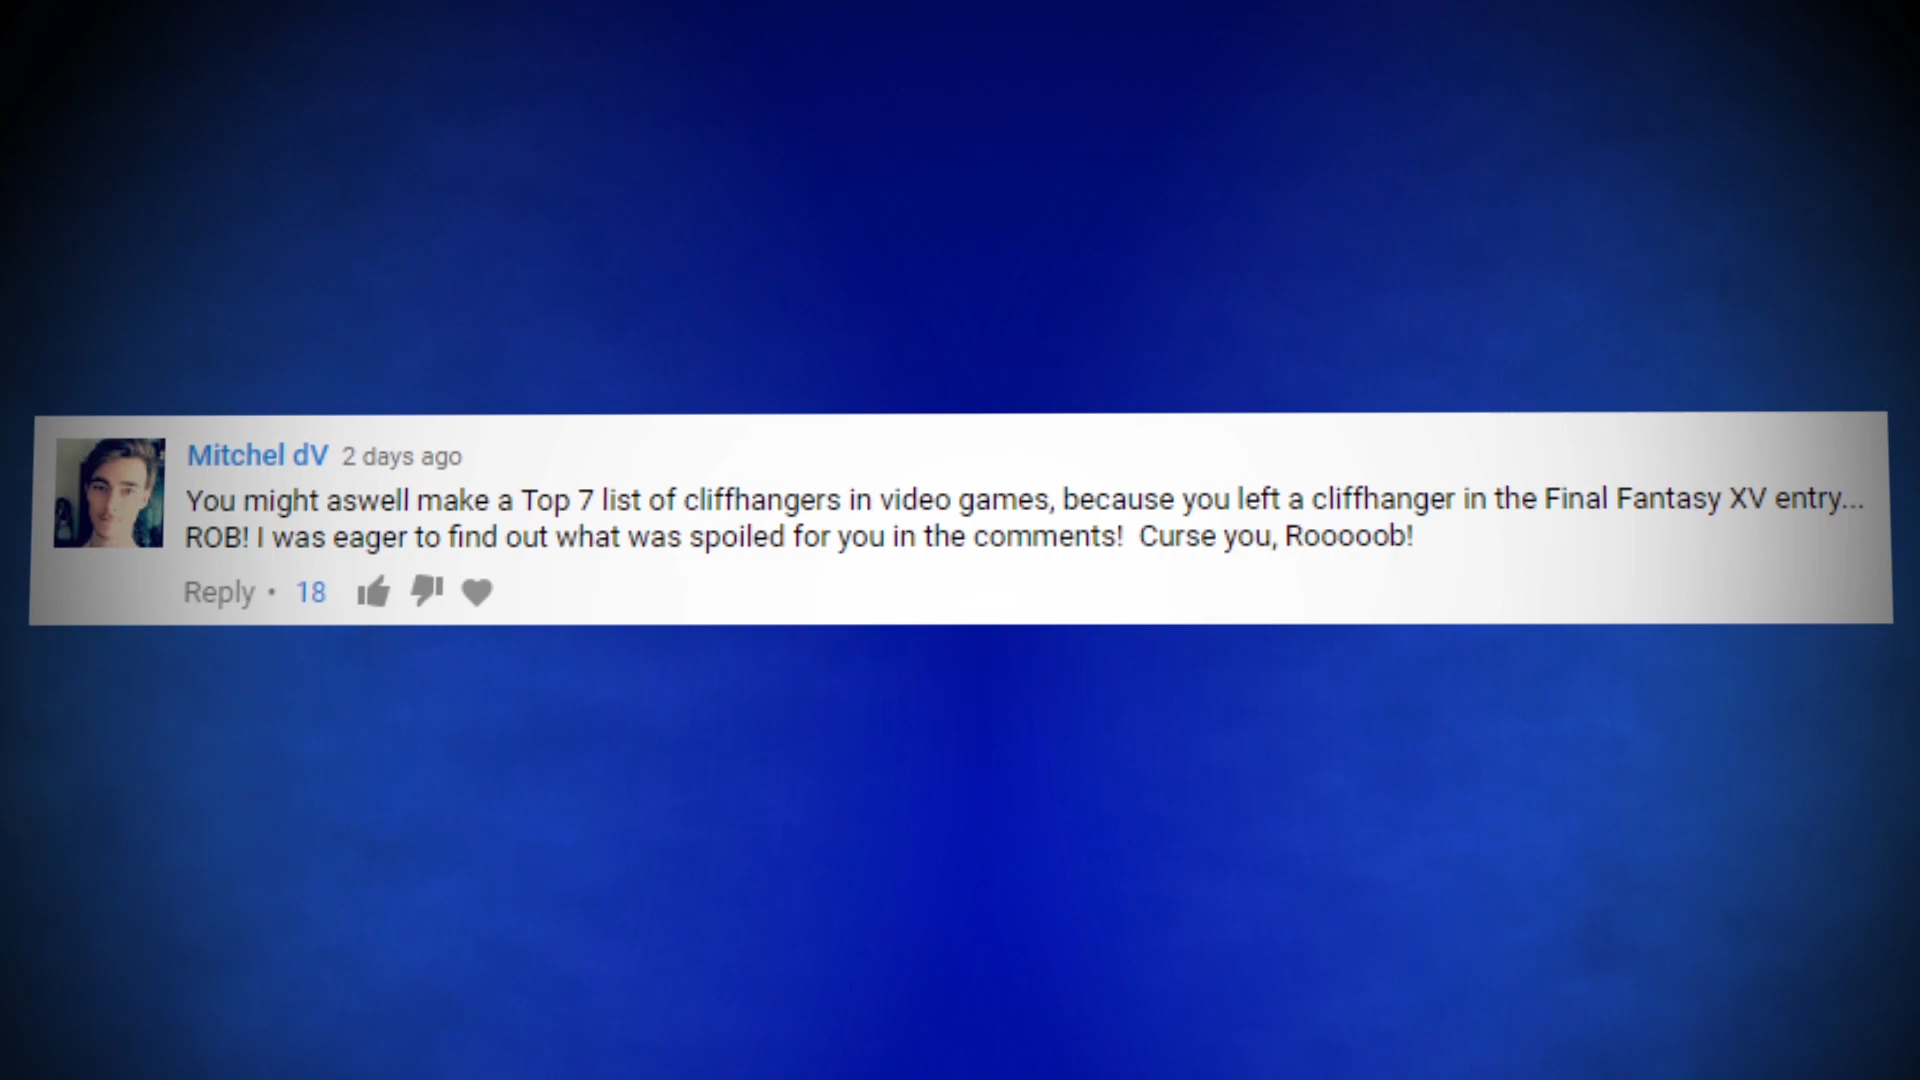 Mitchel dV 2 days ago
You might aswell make a Top 7 list of cliffhangers in video games, because you left a cliffhanger in the Final Fantasy XV entry...
ROB! I was eager to find out what was spoiled for you in the comments!  Curse you, Rooooob!
Reply • 18